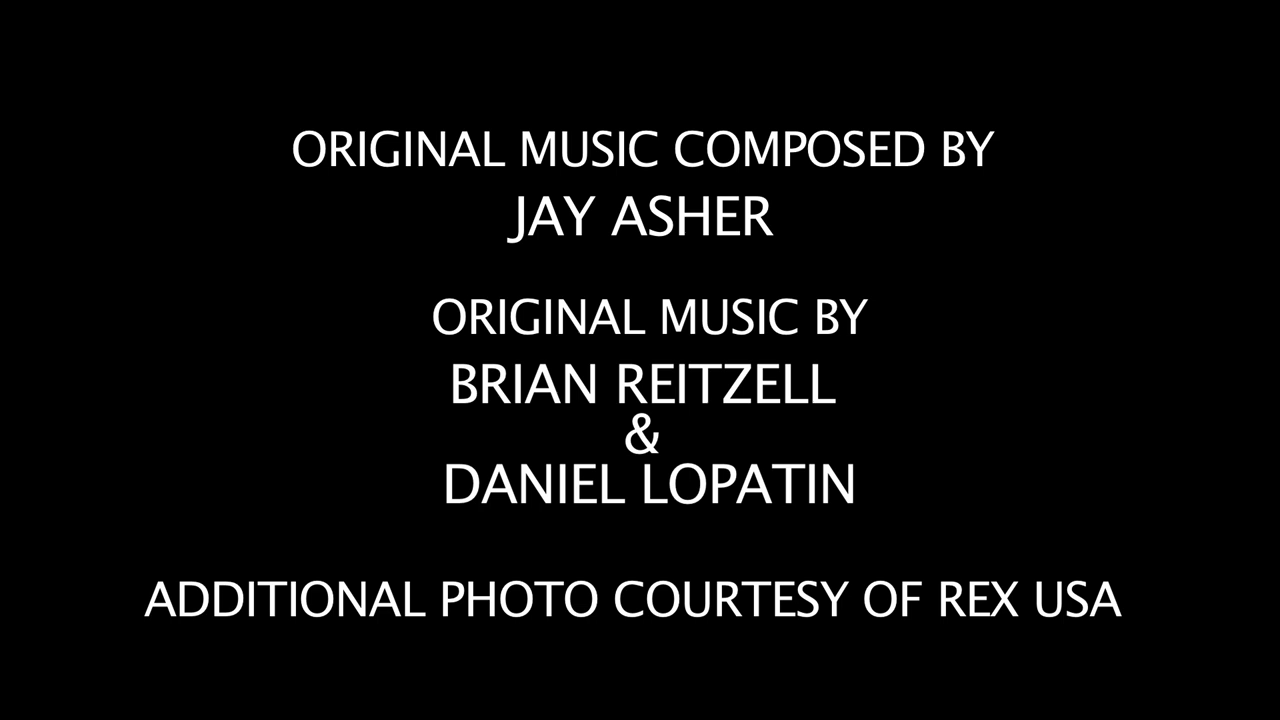 ORIGINAL MUSIC COMPOSED BY
JAY ASHER
ORIGINAL MUSIC BY
BRIAN REITZELL
&
DANIEL LOPATIN
ADDITIONAL PHOTO COURTESY OF REX USA